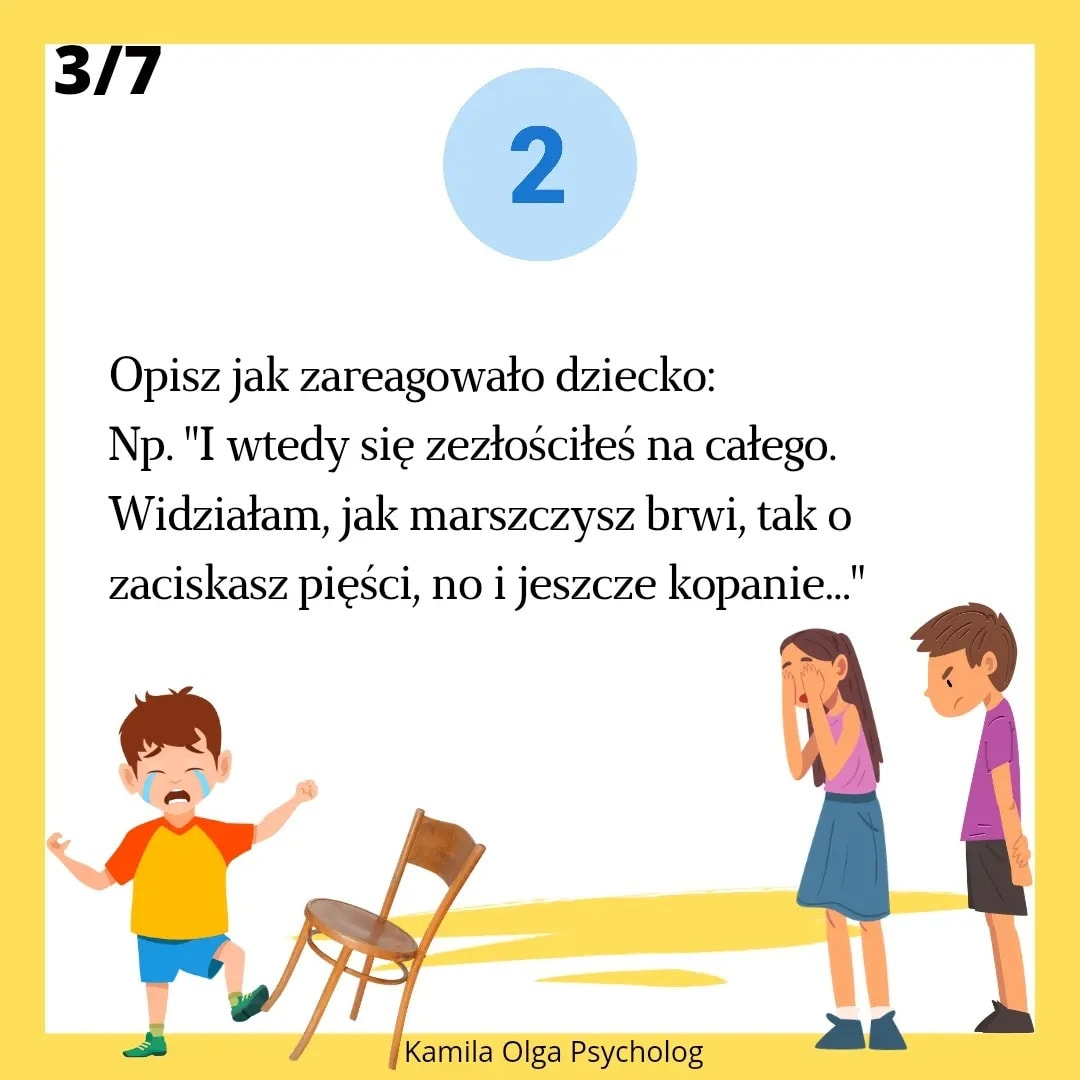 3/7
2
Opisz jak zareagowało dziecko:
Np. "I wtedy się zezłościłeś na całego.
Widziałam, jak marszczysz brwi, tak o
zaciskasz pięści, no i jeszcze kopanie..."
Kamila Olga Psycholog